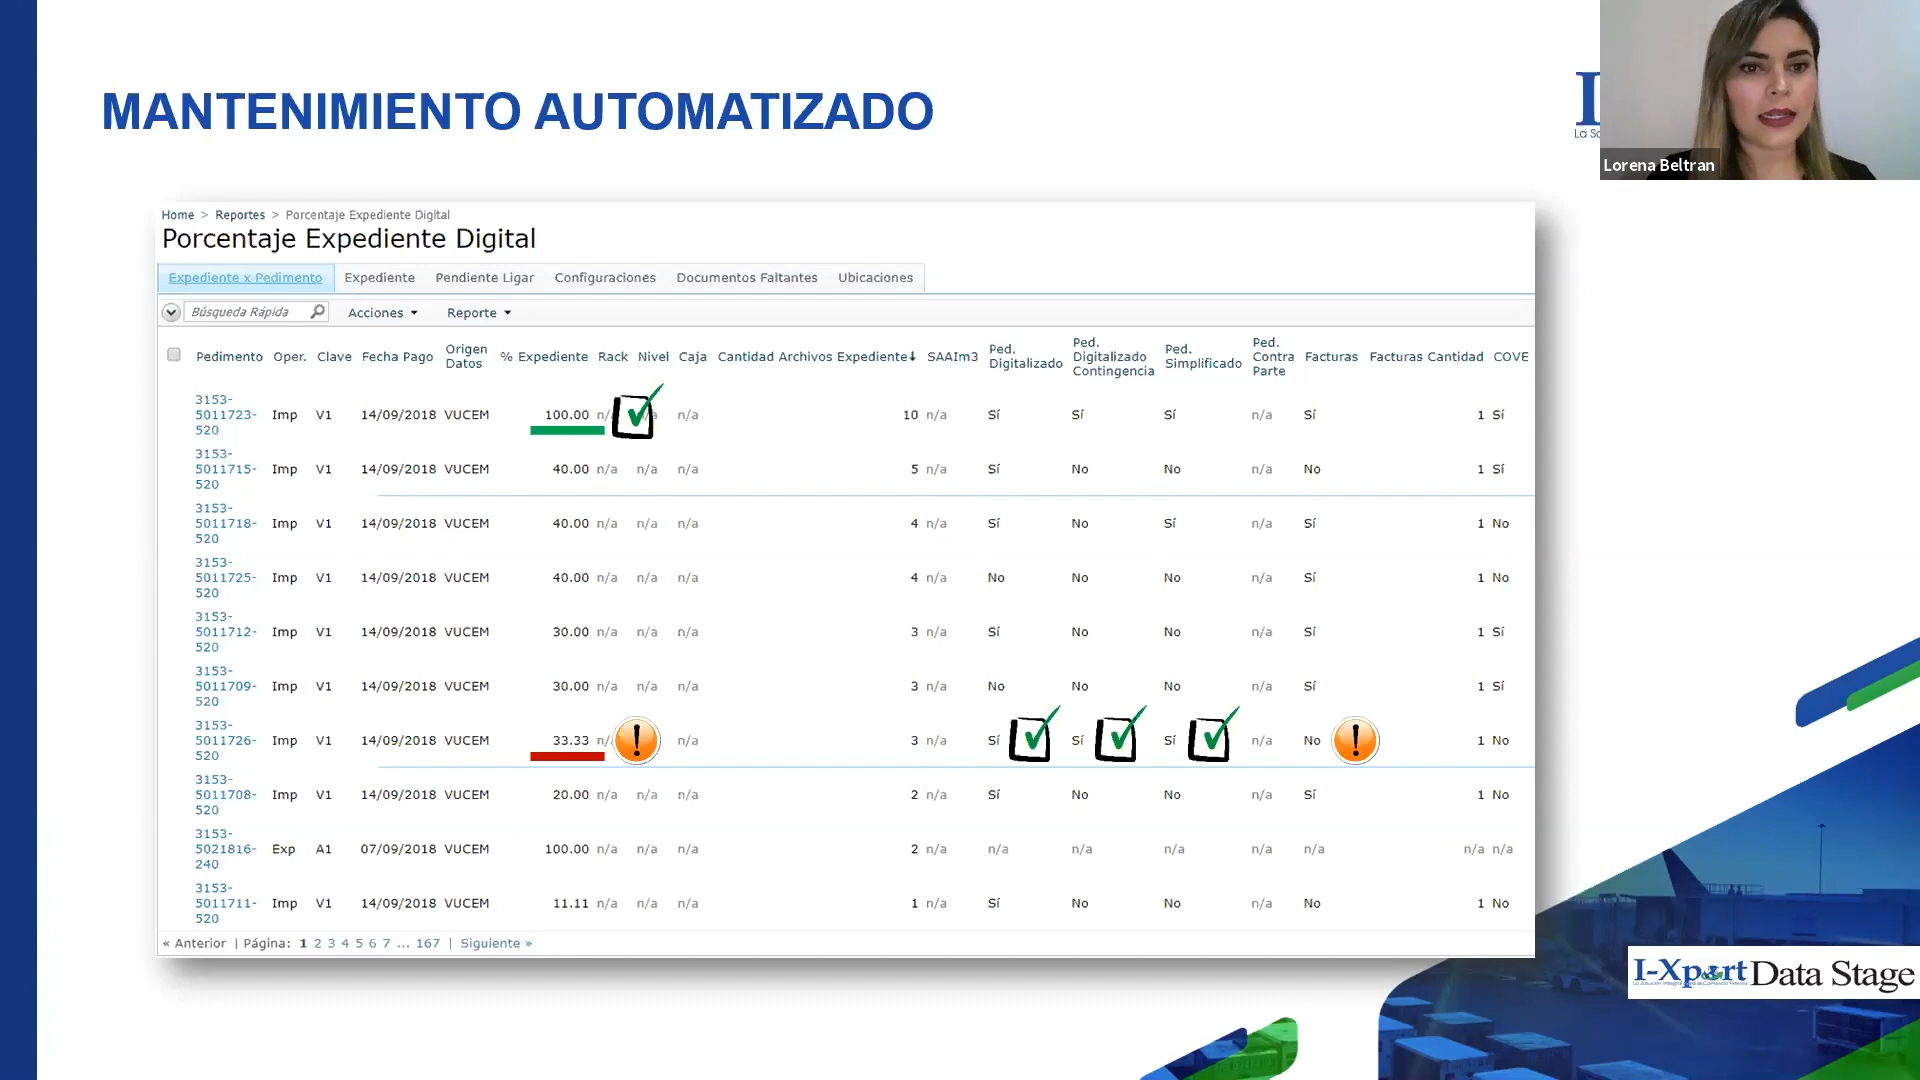 MANTENIMIENTO AUTOMATIZADO
Lorena Beltran
Home > Reportes > Porcentaje Expediente Digital
Porcentaje Expediente Digital
Expediente x Pedimento Expediente Pendiente Ligar Configuraciones Documentos Faltantes Ubicaciones
Búsqueda Rápida Acciones Reporte
Pedimento Oper. Clave Fecha Pago Origen Datos % Expediente Rack Nivel Caja Cantidad Archivos Expediente↓ SAAIm3 Ped. Digitalizado Ped. Digitalizado Contingencia Ped. Simplificado Ped. Contra Parte Facturas Facturas Cantidad COVE
3153-5011723-520 Imp V1 14/09/2018 VUCEM 100.00 n/a 10 n/a Sí Sí Sí n/a Sí 1 Sí
3153-5011715-520 Imp V1 14/09/2018 VUCEM 40.00 n/a n/a n/a 5 n/a Sí No No n/a No 1 Sí
3153-5011718-520 Imp V1 14/09/2018 VUCEM 40.00 n/a n/a n/a 4 n/a Sí No Sí n/a Sí 1 No
3153-5011725-520 Imp V1 14/09/2018 VUCEM 40.00 n/a n/a n/a 4 n/a No No No n/a Sí 1 No
3153-5011712-520 Imp V1 14/09/2018 VUCEM 30.00 n/a n/a n/a 3 n/a Sí No No n/a Sí 1 Sí
3153-5011709-520 Imp V1 14/09/2018 VUCEM 30.00 n/a n/a n/a 3 n/a No No No n/a Sí 1 Sí
3153-5011726-520 Imp V1 14/09/2018 VUCEM 33.33 n/a 3 n/a Sí Sí Sí n/a No 1 No
3153-5011708-520 Imp V1 14/09/2018 VUCEM 20.00 n/a n/a n/a 2 n/a Sí No No n/a Sí 1 No
3153-5021816-240 Exp A1 07/09/2018 VUCEM 100.00 n/a n/a n/a 2 n/a n/a n/a n/a n/a n/a n/a n/a
3153-5011711-520 Imp V1 14/09/2018 VUCEM 11.11 n/a n/a n/a 1 n/a Sí No No n/a No 1 No
« Anterior | Página: 1 2 3 4 5 6 7 ... 167 | Siguiente »
I-Xport Data Stage